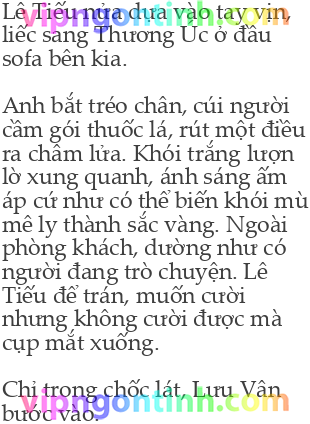 Lê Tiếu nửa dựa vào tay vịn,
liếc sang Thương Úc ở đầu
sofa bên kia.
Anh bắt tréo chân, cúi người
cầm gói thuốc lá, rút một điều
ra châm lửa. Khói trắng lượn
lờ xung quanh, ánh sáng ấm
áp cứ như có thể biến khói mù
mê ly thành sắc vàng. Ngoài
phòng khách, dường như có
người đang trò chuyện. Lê
Tiếu để trán, muốn cười
nhưng không cười được mà
cụp mắt xuống.
Chỉ trong chốc lát, Lưu Vân
bước vào.
vipngontinh.com
vipngontinh.com